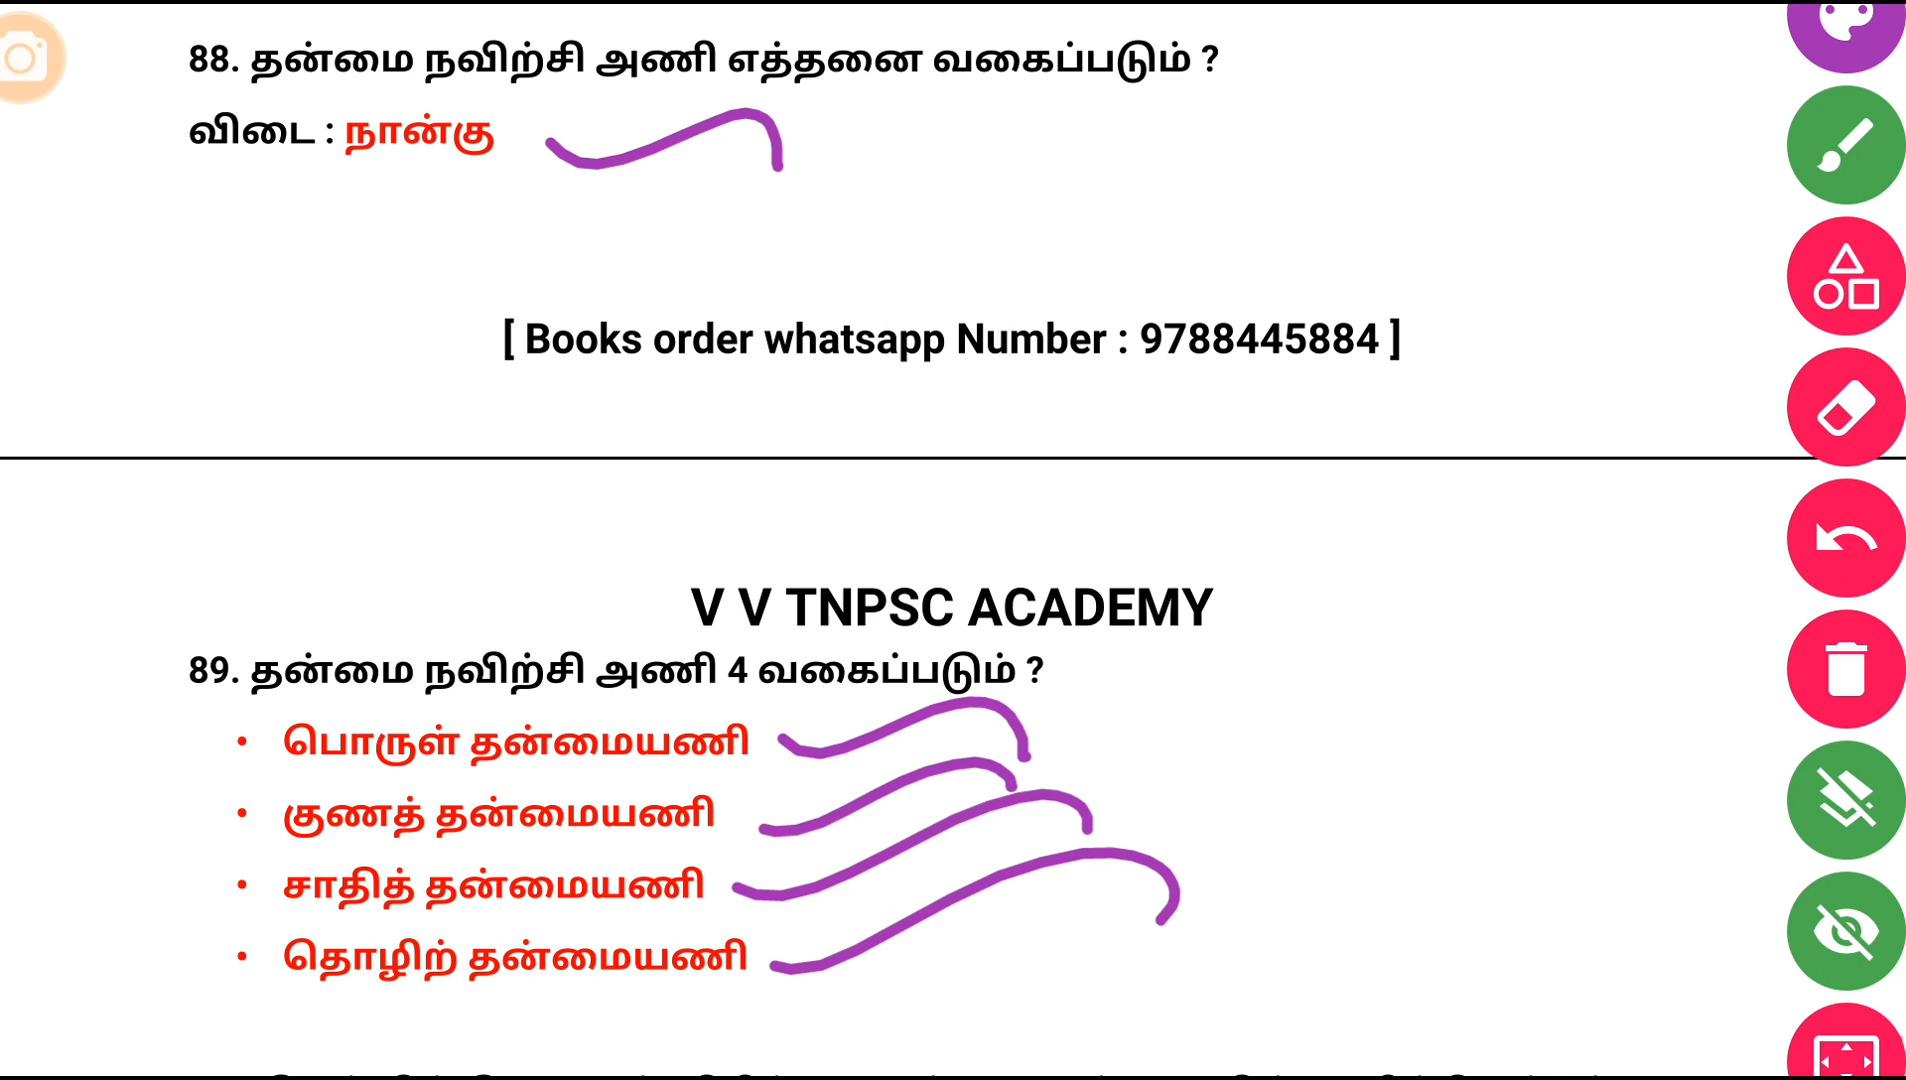 88. தன்மை நவிற்சி அணி எத்தனை வகைப்படும் ?
விடை : நான்கு
[ Books order whatsapp Number : 9788445884 ]
V V TNPSC ACADEMY
89. தன்மை நவிற்சி அணி 4 வகைப்படும் ?
• பொருள் தன்மையணி
• குணத் தன்மையணி
• சாதித் தன்மையணி
• தொழிற் தன்மையணி